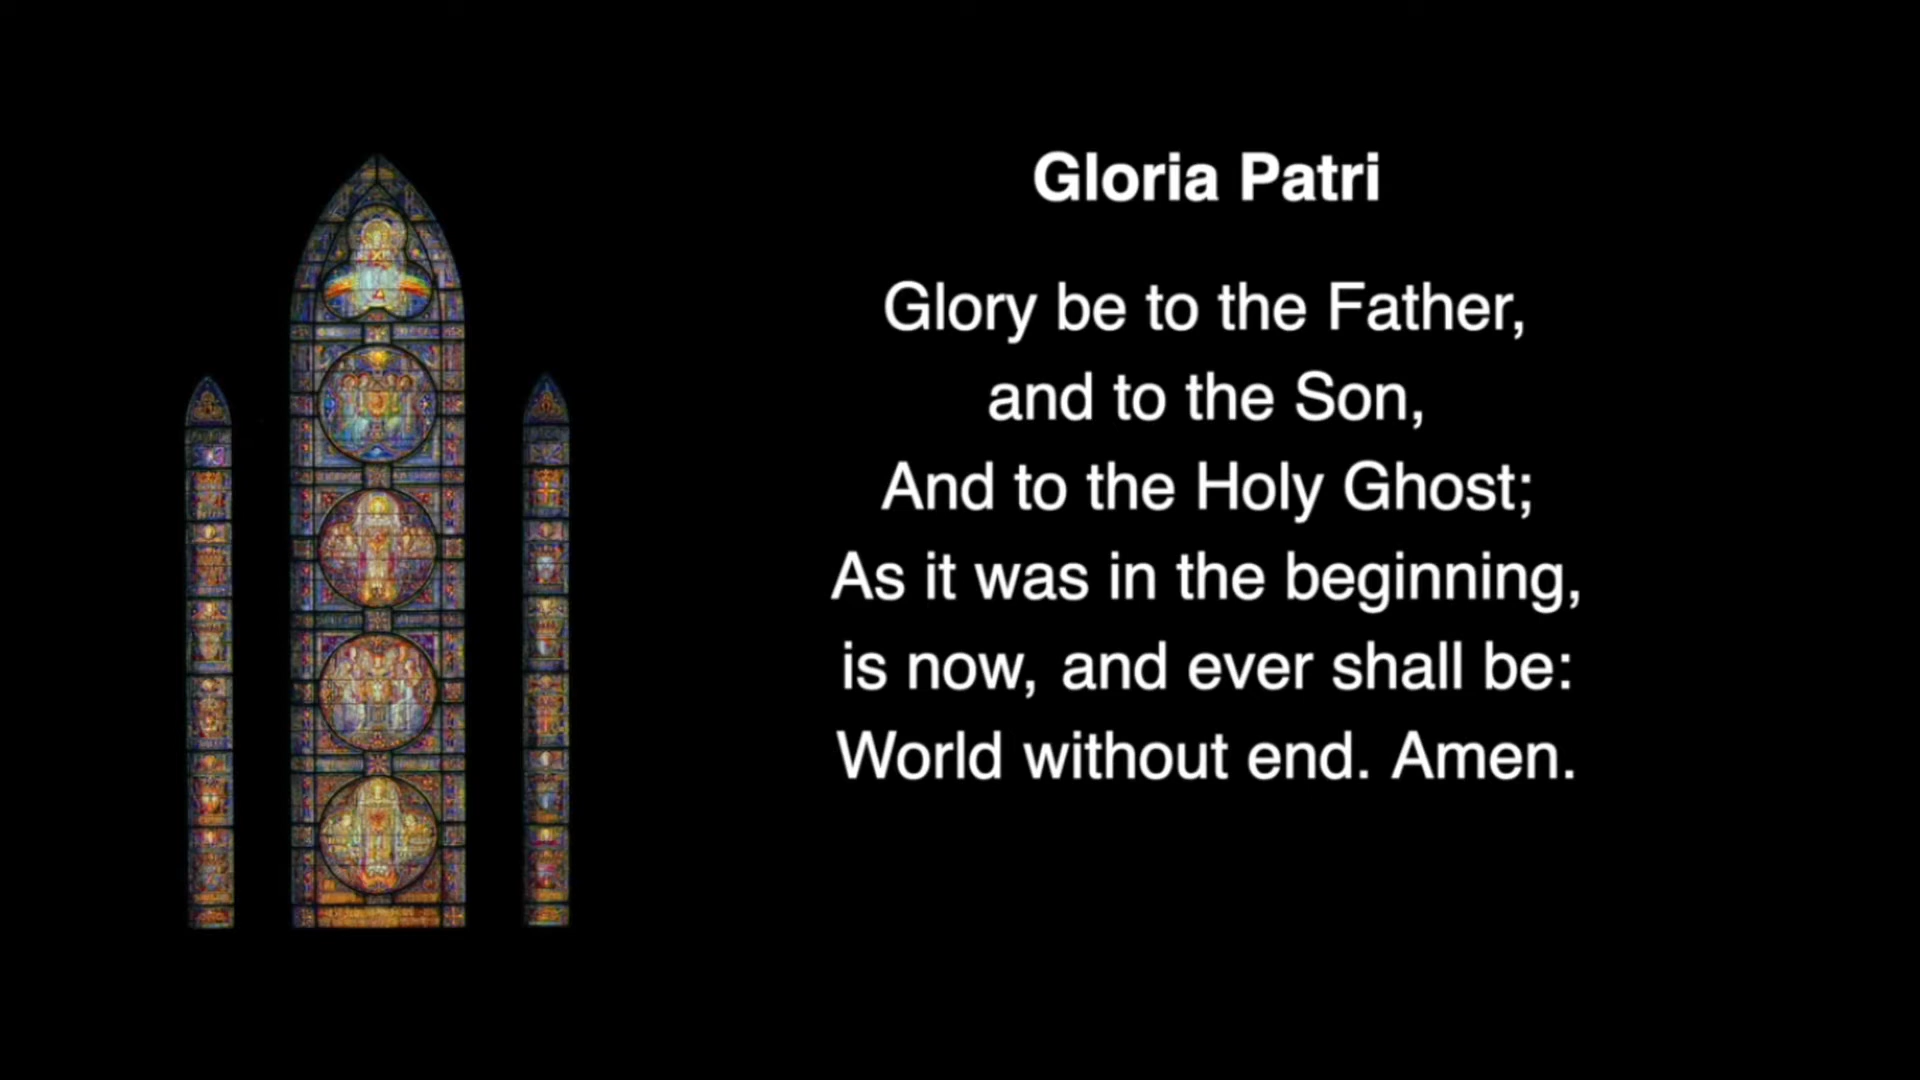 Gloria Patri
Glory be to the Father,
and to the Son,
And to the Holy Ghost;
As it was in the beginning,
is now, and ever shall be:
World without end. Amen.